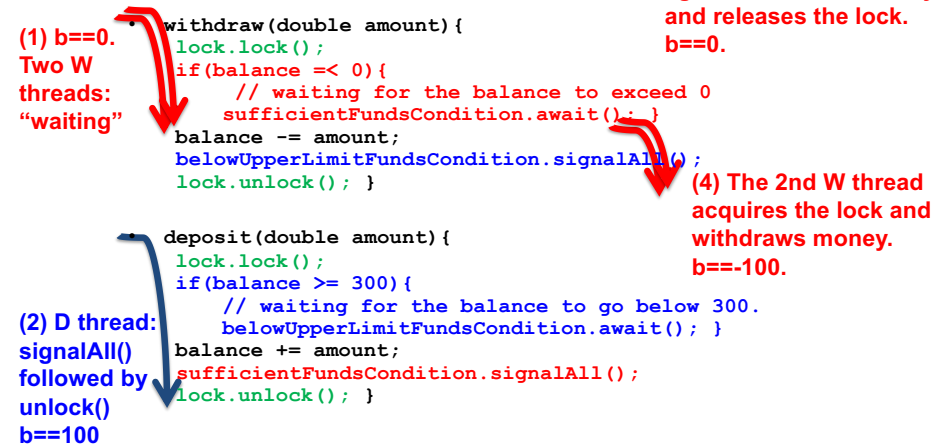 and releases the lock.
b==0.
(1) b==0.
Two W
threads:
“waiting”
• withdraw(double amount){
lock.lock();
if(balance =< 0){
// waiting for the balance to exceed 0
sufficientFundsCondition.await(); }
balance -= amount;
belowUpperLimitFundsCondition.signalAll();
lock.unlock(); }
(4) The 2nd W thread
acquires the lock and
withdraws money.
b==-100.
• deposit(double amount){
lock.lock();
if(balance >= 300){
// waiting for the balance to go below 300.
belowUpperLimitFundsCondition.await(); }
balance += amount;
sufficientFundsCondition.signalAll();
lock.unlock(); }
(2) D thread:
signalAll()
followed by
unlock()
b==100